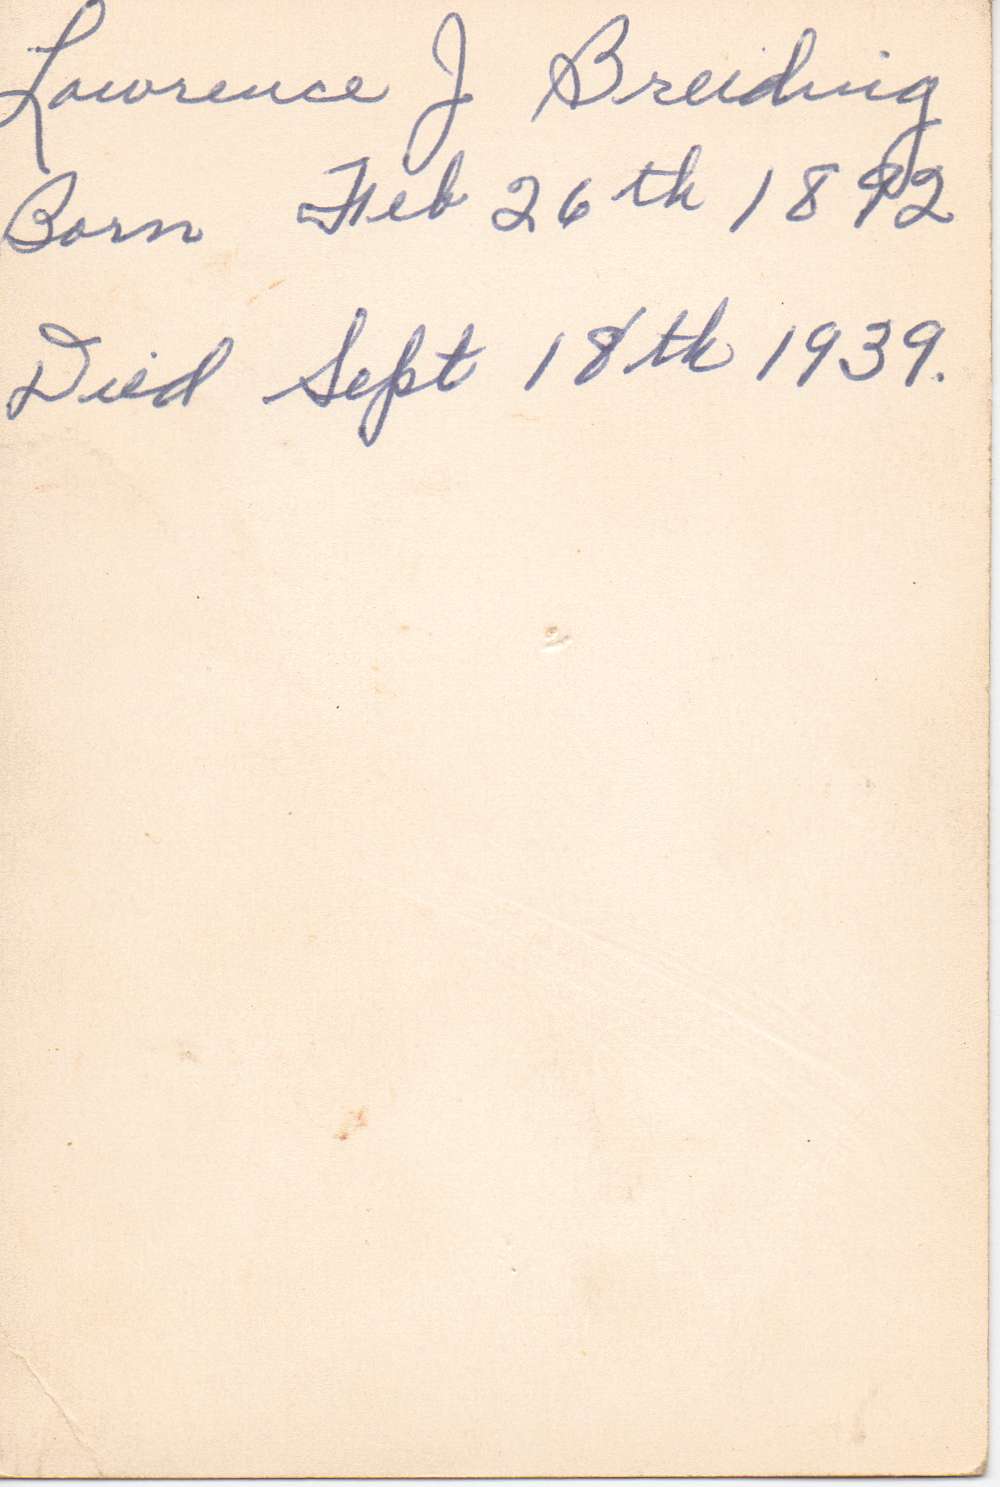 Lawrence J Breiding
Born Feb 26th 1892
Died Sept 18th 1939.